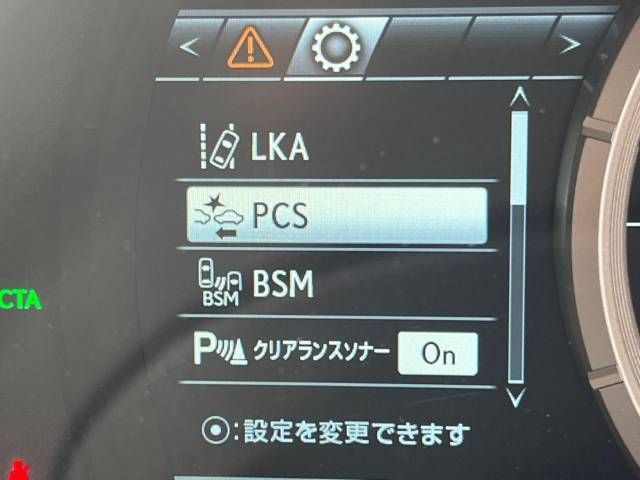 LKA
PCS
BSM BSM
CTA
P クリアランスソナー On
:設定を変更できます